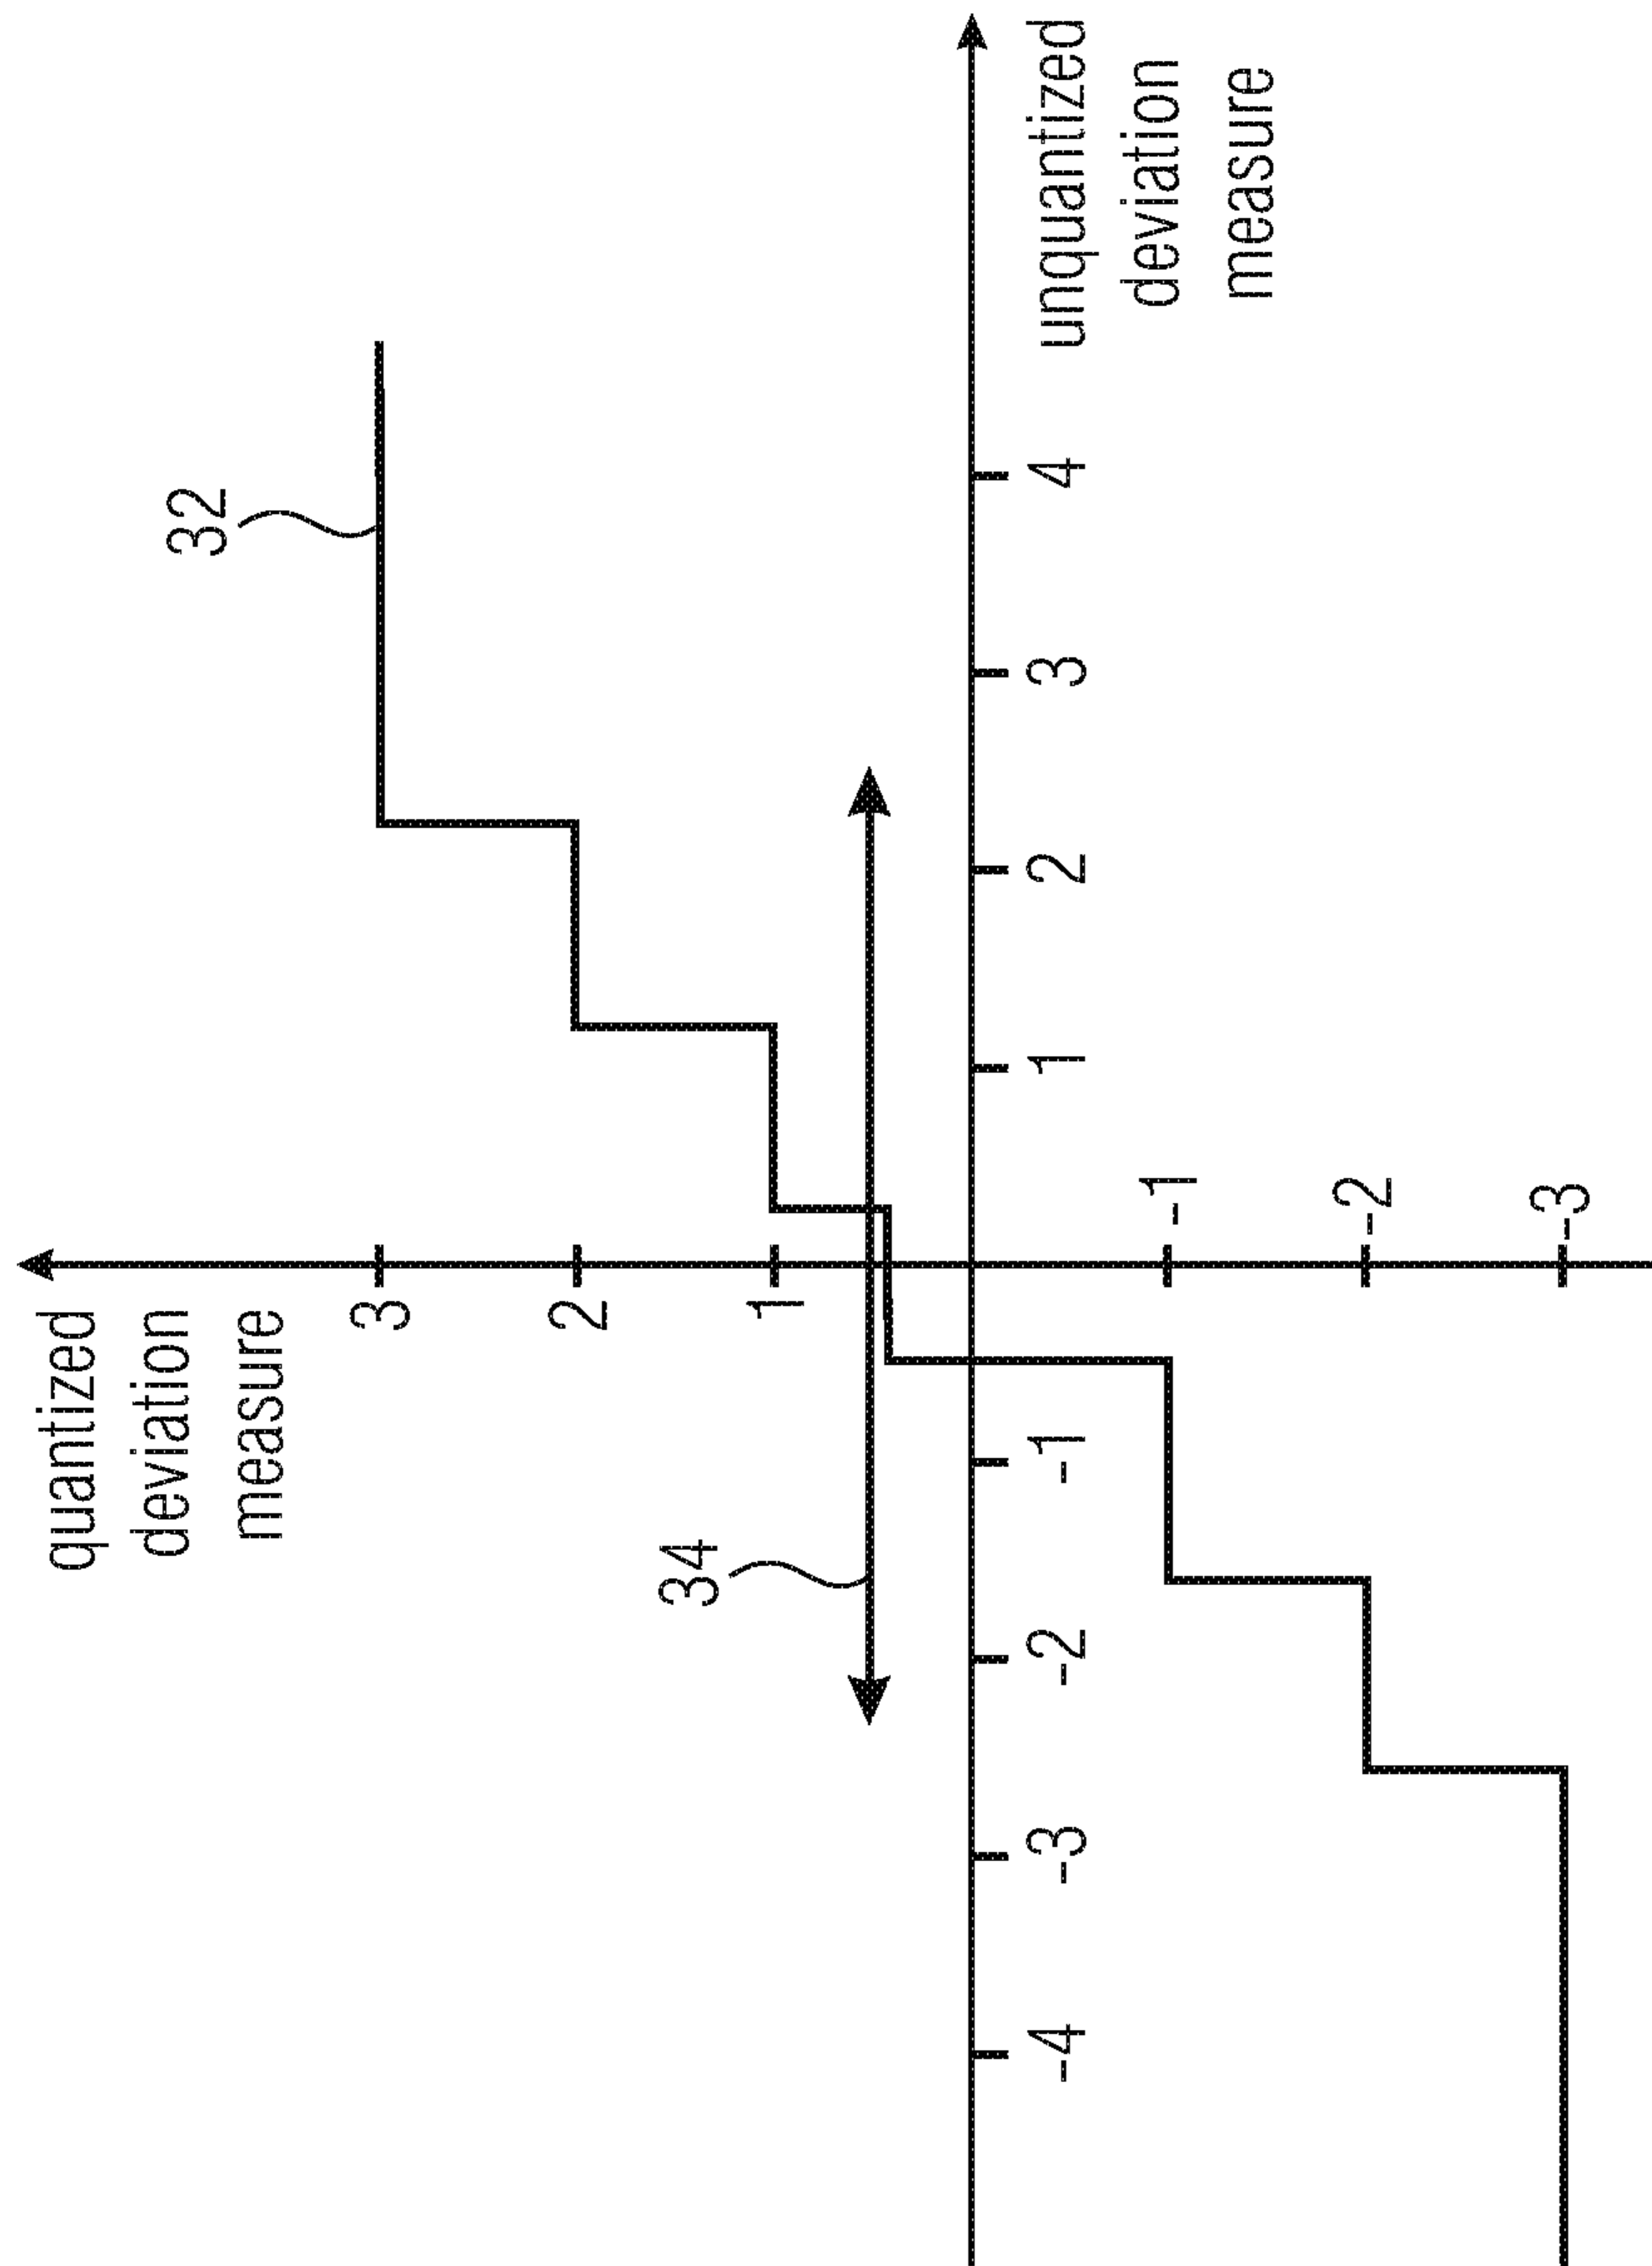 quantized
deviation
measure
32
3
2
34
1
-4
-3
-2
-1
1
2
3
4
unquantized
deviation
measure
-1
-2
-3